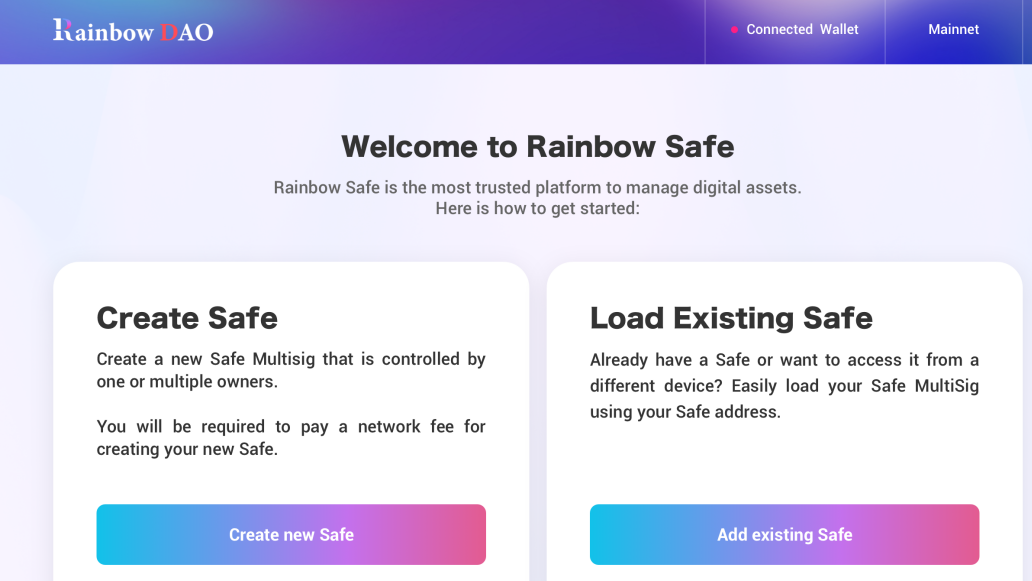 Rainbow DAO
Connected Wallet
Mainnet
Welcome to Rainbow Safe
Rainbow Safe is the most trusted platform to manage digital assets.
Here is how to get started:
Create Safe
Create a new Safe Multisig that is controlled by
one or multiple owners.
You will be required to pay a network fee for
creating your new Safe.
Create new Safe
Load Existing Safe
Already have a Safe or want to access it from a
different device? Easily load your Safe MultiSig
using your Safe address.
Add existing Safe